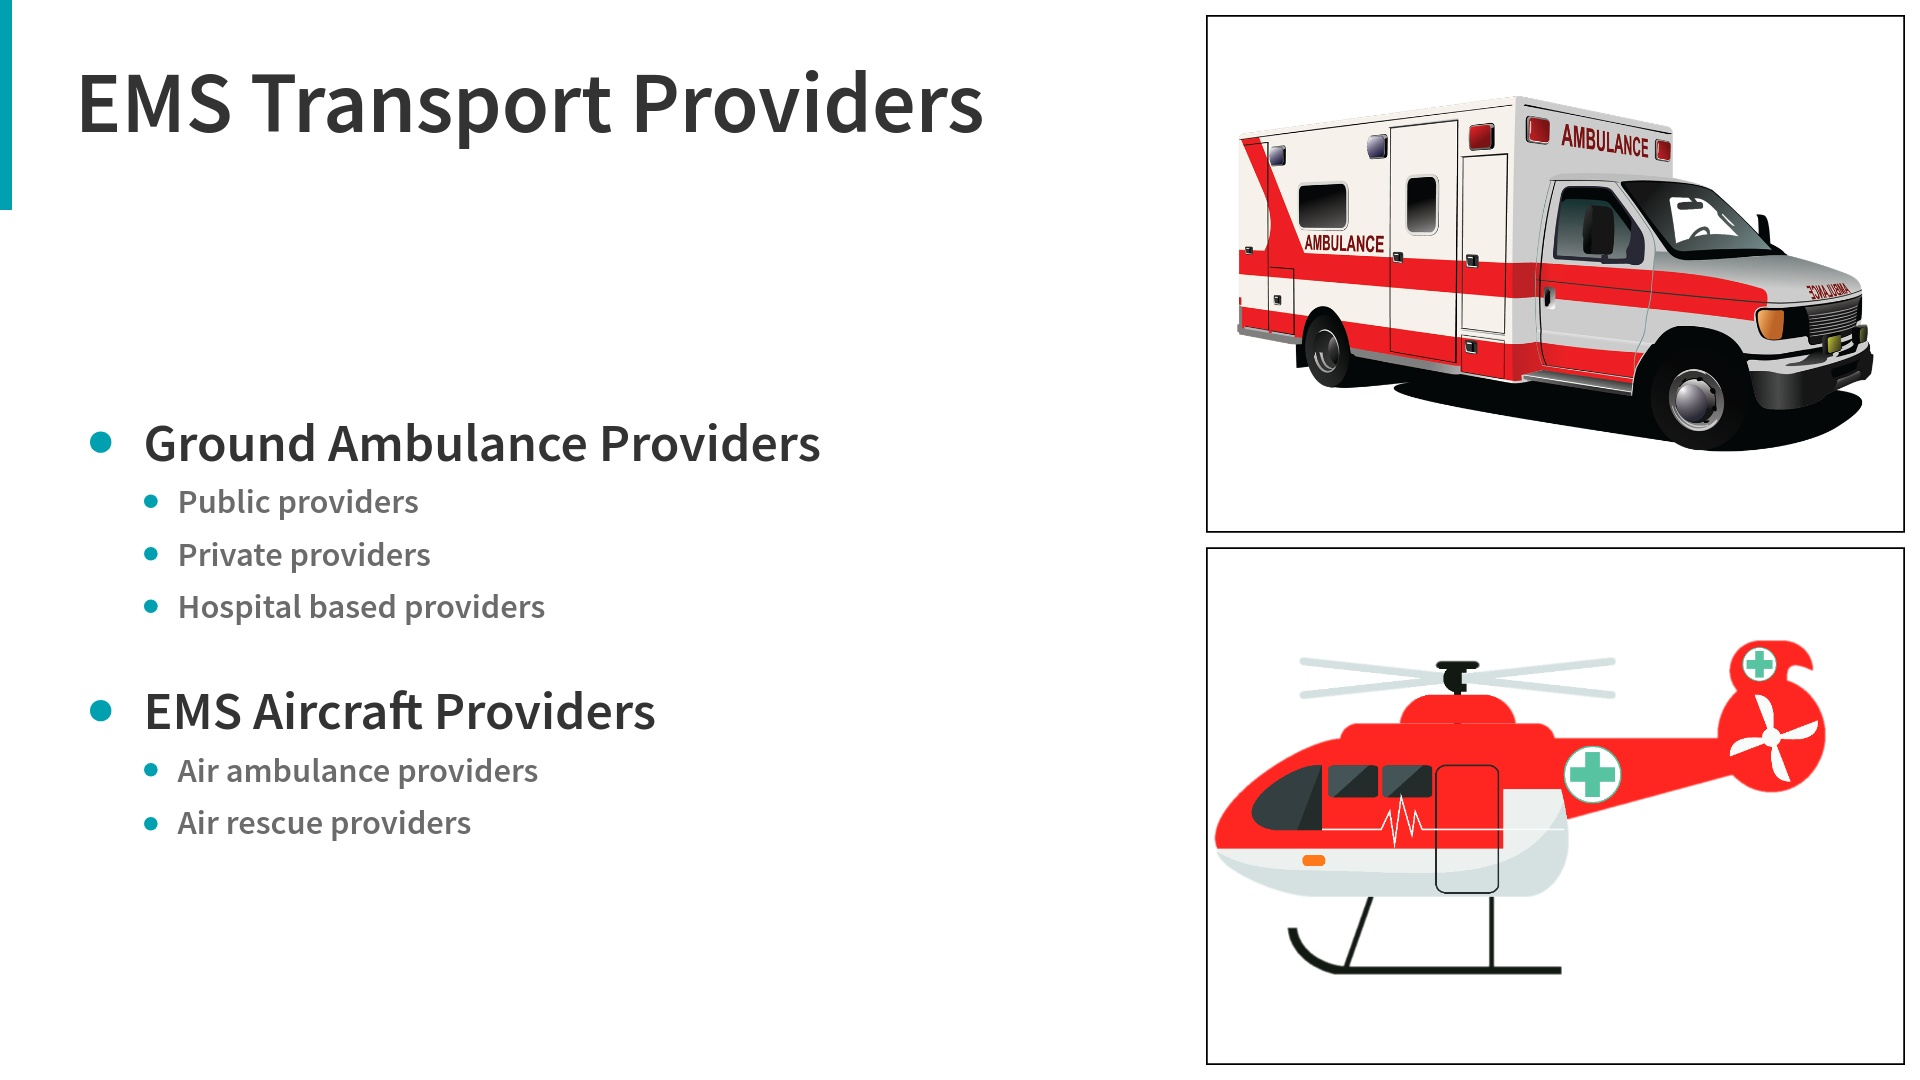 EMS Transport Providers
Ground Ambulance Providers
Public providers
Private providers
Hospital based providers
EMS Aircraft Providers
Air ambulance providers
Air rescue providers
AMBULANCE
AMBULANCE
AMBULANCE